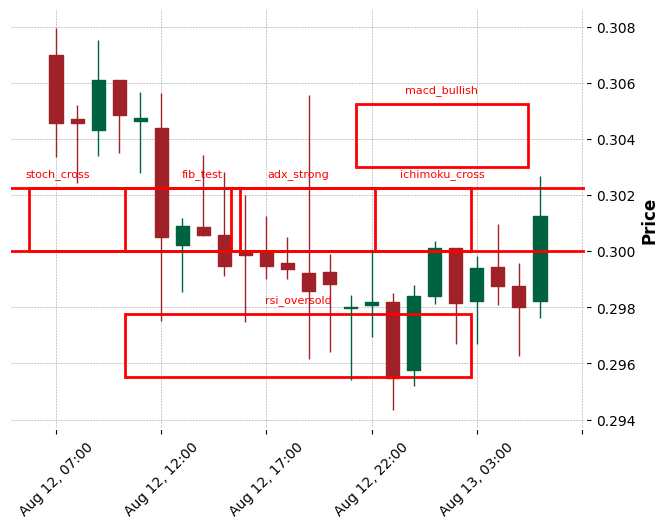 0.308
0.306
macd_bullish
0.304
stoch_cross
fib_test
adx_strong
ichimoku_cross
0.302
Price
0.300
rsi_oversold
0.298
0.296
0.294
Aug 12, 07:00
Aug 12, 12:00
Aug 12, 17:00
Aug 12, 22:00
Aug 13, 03:00